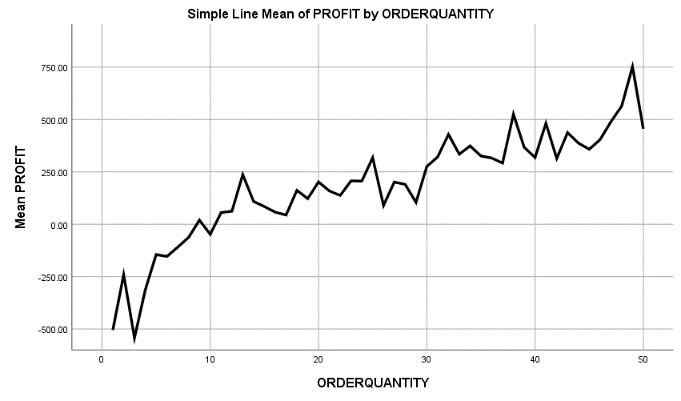 Simple Line Mean of PROFIT by ORDERQUANTITY
750.00
500.00
250.00
0.00
-250.00
-500.00
Mean PROFIT
0 10 20 30 40 50
ORDERQUANTITY